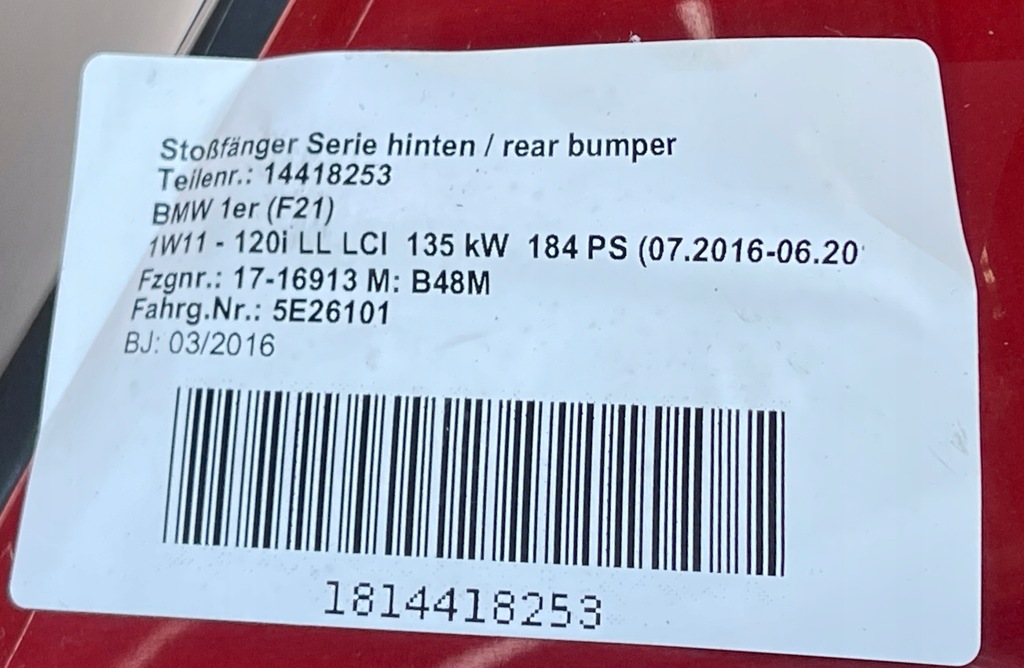 Stoßfänger Serie hinten / rear bumper
Teilenr.: 14418253
BMW 1er (F21)
1W11 - 120i LL LCI 135 kW 184 PS (07.2016-06.20
Fzgnr.: 17-16913 M: B48M
Fahrg.Nr.: 5E26101
BJ: 03/2016
1814418253